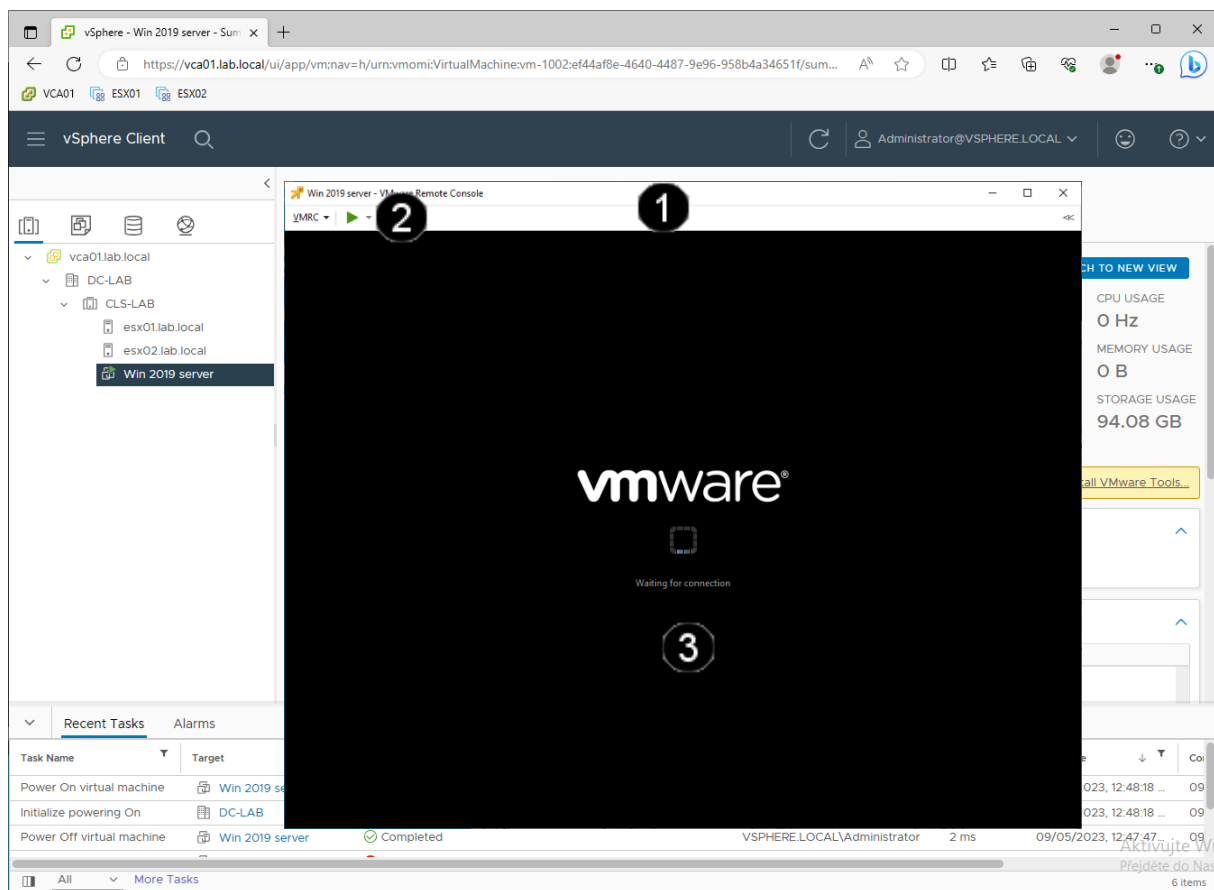 vSphere - Win 2019 server - Sum
https://vca01.lab.local/ui/app/vm;nav=h/urn:vmomi:VirtualMachine:vm-1002:ef44af8e-4640-4487-9e96-958b4a34651f/sum...
VCA01 ESX01 ESX02
vSphere Client
Administrator@VSPHERE.LOCAL
Win 2019 server - VMware Remote Console
1
VMRC
2
vca01.lab.local
DC-LAB
CLS-LAB
esx01.lab.local
esx02.lab.local
Win 2019 server
CH TO NEW VIEW
CPU USAGE
0 Hz
MEMORY USAGE
0 B
STORAGE USAGE
94.08 GB
tall VMware Tools...
vmware®
Waiting for connection
3
Recent Tasks Alarms
Task Name Target
Power On virtual machine Win 2019 se 023, 12:48:18 ... 09
Initialize powering On DC-LAB 023, 12:48:18 ... 09
Power Off virtual machine Win 2019 server Completed VSPHERE.LOCAL\Administrator 2 ms 09/05/2023, 12:47:47... 09
Aktivujte Wi
Přejděte do Nas
All More Tasks
6 items